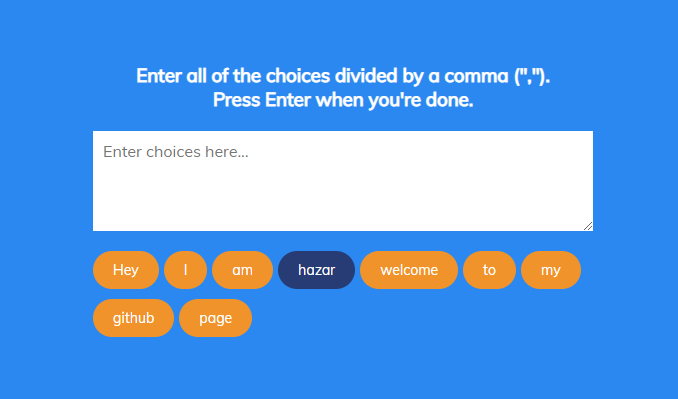 Enter all of the choices divided by a comma (",").
Press Enter when you're done.
Enter choices here...
Hey I am hazar welcome to my
github page